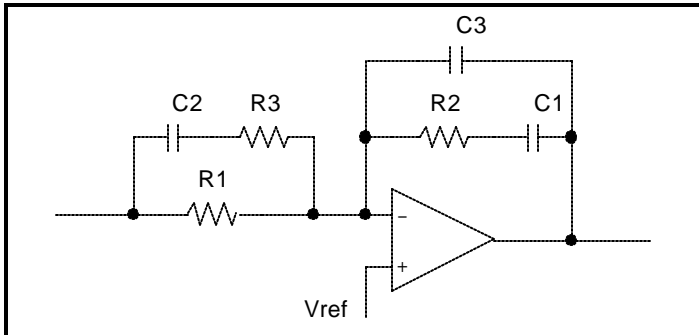 C3
C2 R3 R2 C1
R1
−
+
Vref